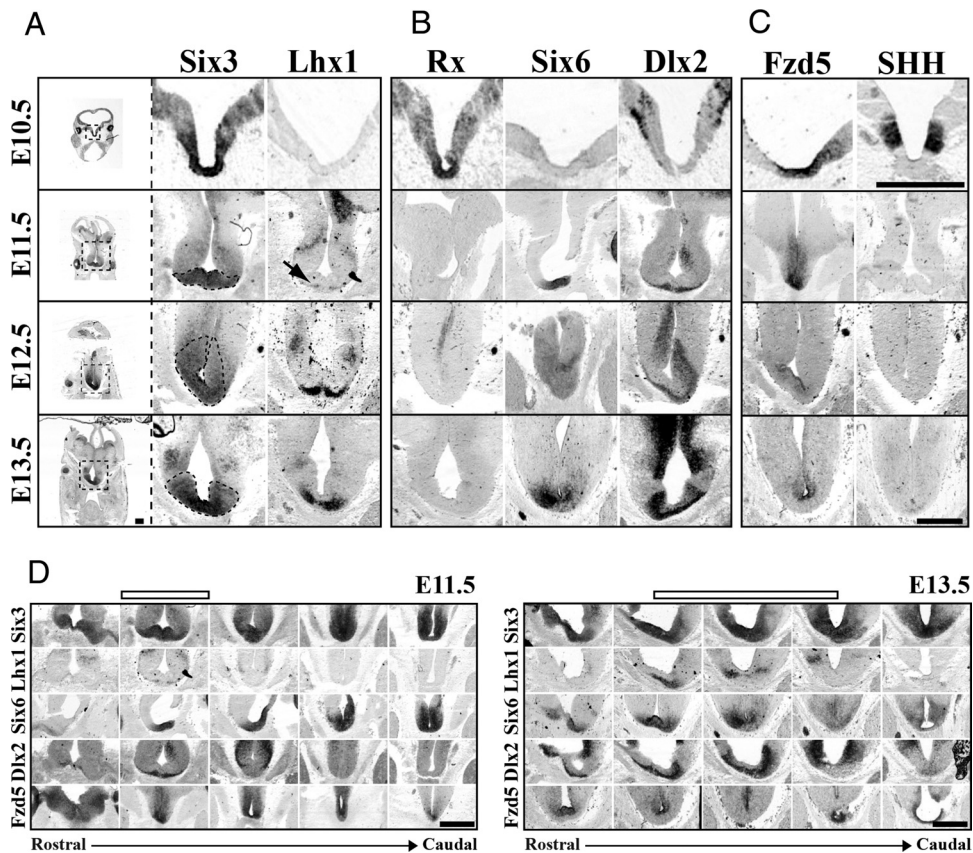 A
B
C
Six3 Lhx1
Rx Six6 Dlx2
Fzd5 SHH
E10.5
E11.5
E12.5
E13.5
D
E11.5
E13.5
Six3
Lhx1
Six6
Dlx2
Fzd5
Six3
Lhx1
Six6
Dlx2
Fzd5
Rostral Caudal
Rostral Caudal